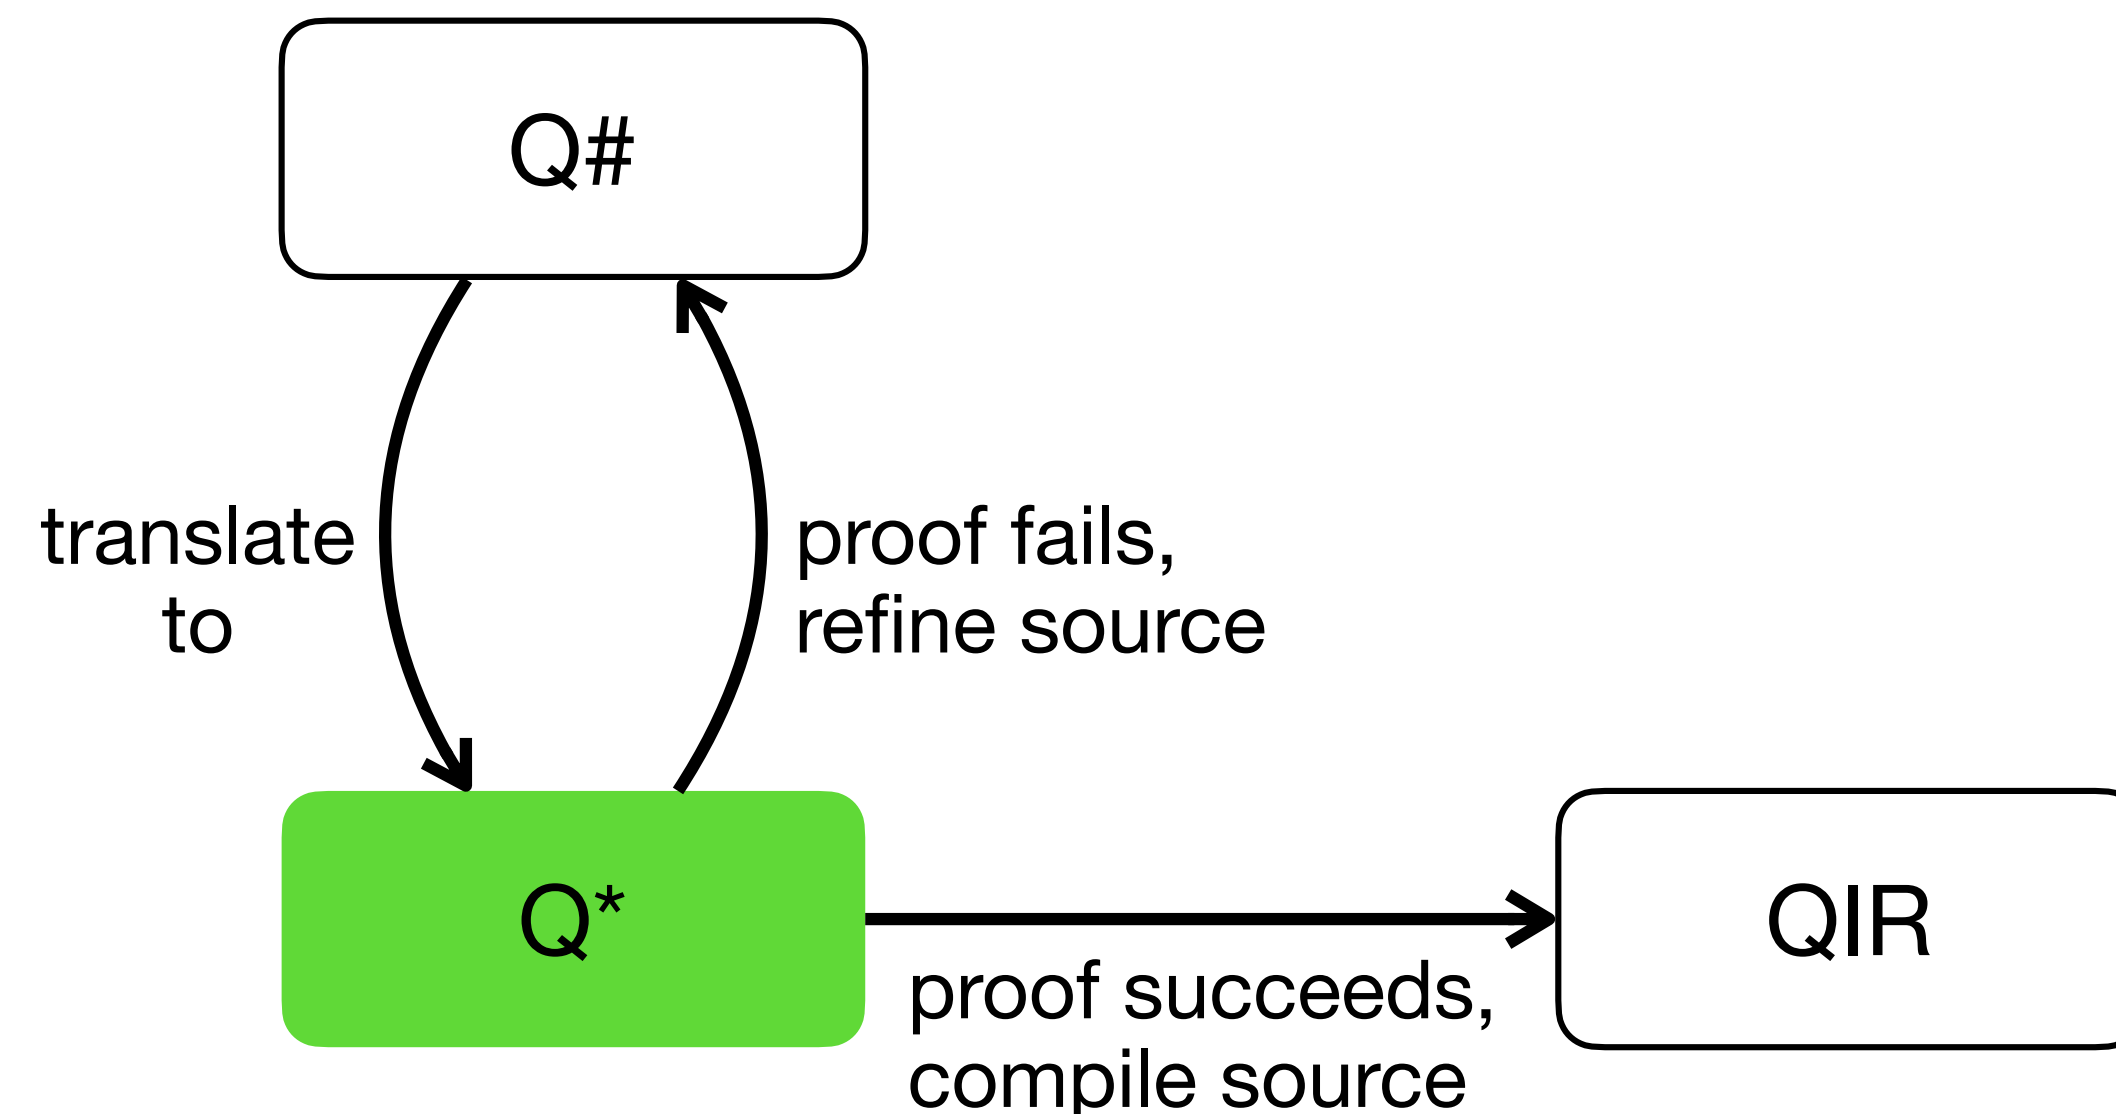 Q#
translate
to
proof fails,
refine source
Q*
QIR
proof succeeds,
compile source